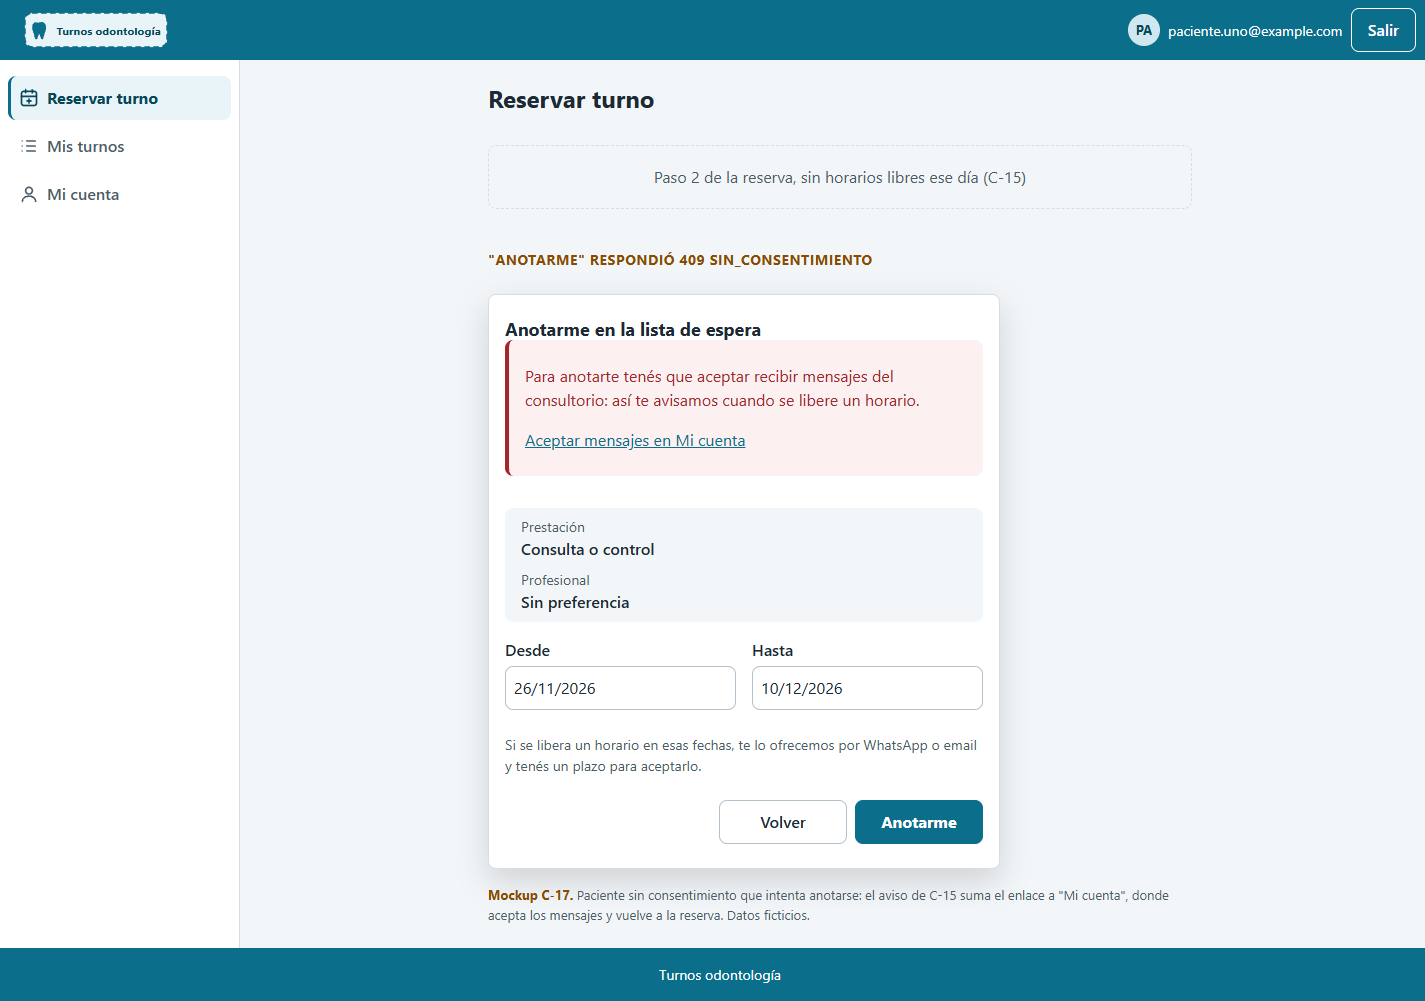 Turnos odontología
PA
paciente.uno@example.com
Salir
Reservar turno
Mis turnos
Mi cuenta
Reservar turno
Paso 2 de la reserva, sin horarios libres ese día (C-15)
"ANOTARME" RESPONDIÓ 409 SIN_CONSENTIMIENTO
Anotarme en la lista de espera
Para anotarte tenés que aceptar recibir mensajes del
consultorio: así te avisamos cuando se libere un horario.
Aceptar mensajes en Mi cuenta
Prestación
Consulta o control
Profesional
Sin preferencia
Desde
Hasta
26/11/2026
10/12/2026
Si se libera un horario en esas fechas, te lo ofrecemos por WhatsApp o email
y tenés un plazo para aceptarlo.
Volver
Anotarme
Mockup C-17. Paciente sin consentimiento que intenta anotarse: el aviso de C-15 suma el enlace a "Mi cuenta", donde
acepta los mensajes y vuelve a la reserva. Datos ficticios.
Turnos odontología